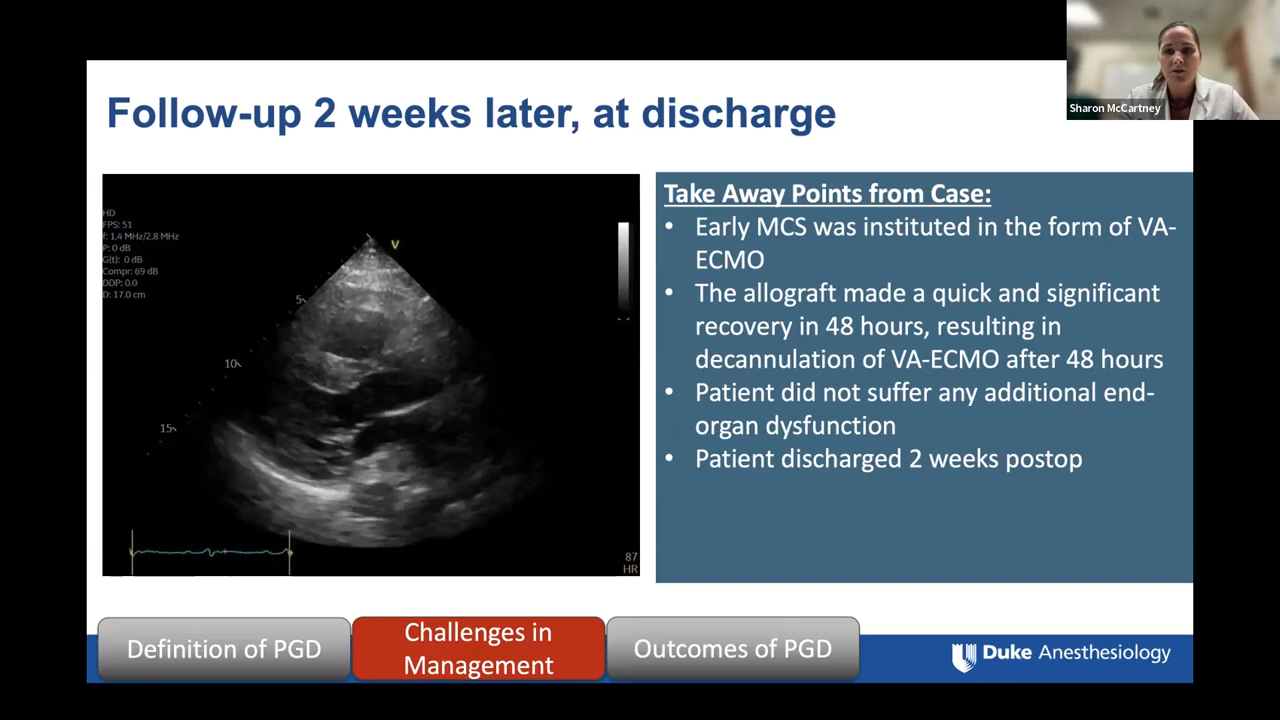 Sharon McCartney
Follow-up 2 weeks later, at discharge
HD
FPS: 51
f: 1.4 MHz/2.8 MHz
P: 0 dB
G(t): 0 dB
Compr: 69 dB
DDP: 0.0
D: 17.0 cm
V
5
10
15
87
HR
Take Away Points from Case:
• Early MCS was instituted in the form of VA-
ECMO
• The allograft made a quick and significant
recovery in 48 hours, resulting in
decannulation of VA-ECMO after 48 hours
• Patient did not suffer any additional end-
organ dysfunction
• Patient discharged 2 weeks postop
Definition of PGD
Challenges in
Management
Outcomes of PGD
Duke Anesthesiology